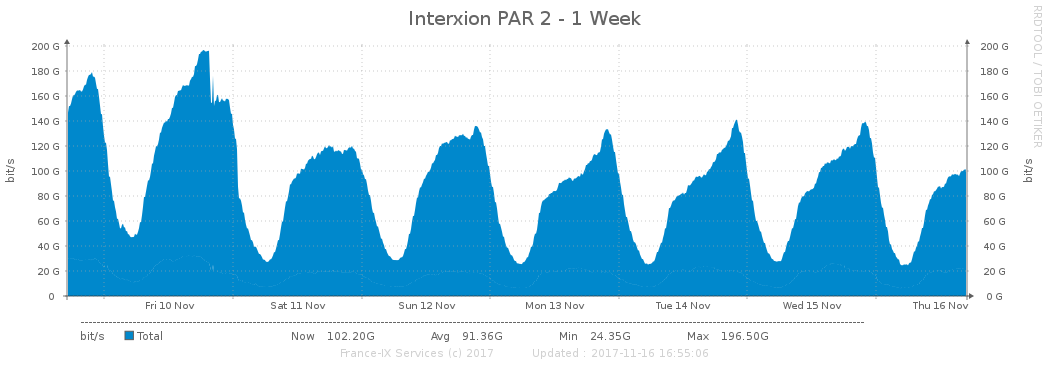 Interxion PAR 2 - 1 Week
RRDTOOL / TOBI OETIKER
bit/s
200 G 200 G
180 G 180 G
160 G 160 G
140 G 140 G
120 G 120 G
100 G 100 G
80 G 80 G
60 G 60 G
40 G 40 G
20 G 20 G
0 0 G
bit/s
Fri 10 Nov Sat 11 Nov Sun 12 Nov Mon 13 Nov Tue 14 Nov Wed 15 Nov Thu 16 Nov
bit/s Total Now 102.20G Avg 91.36G Min 24.35G Max 196.50G
France-IX Services (c) 2017 Updated : 2017-11-16 16:55:06